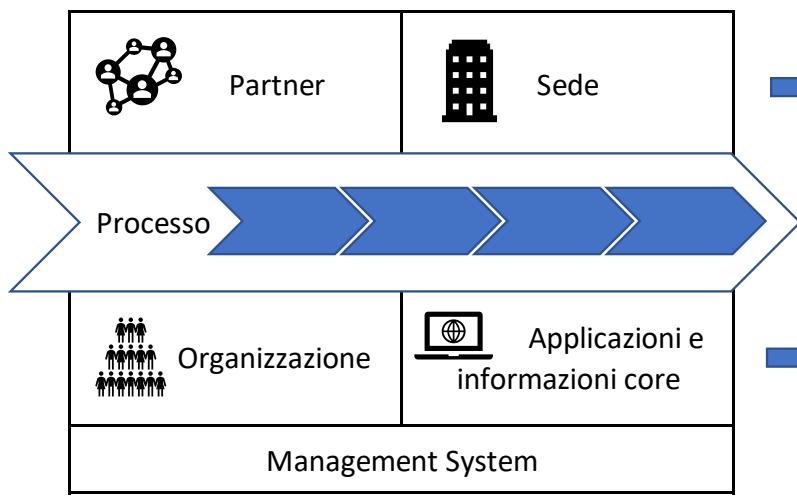 Partner
Sede
Processo
Organizzazione
Applicazioni e
informazioni core
Management System